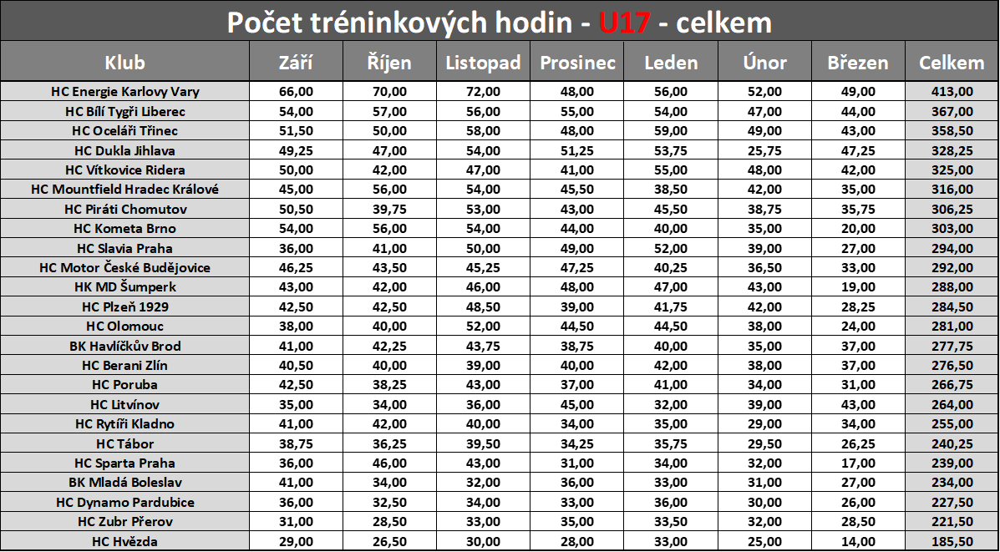 Počet tréninkových hodin - U17 - celkem
Klub Září Říjen Listopad Prosinec Leden Únor Březen Celkem
HC Energie Karlovy Vary 66,00 70,00 72,00 48,00 56,00 52,00 49,00 413,00
HC Bílí Tygři Liberec 54,00 57,00 56,00 55,00 54,00 47,00 44,00 367,00
HC Oceláři Třinec 51,50 50,00 58,00 48,00 59,00 49,00 43,00 358,50
HC Dukla Jihlava 49,25 47,00 54,00 51,25 53,75 25,75 47,25 328,25
HC Vítkovice Ridera 50,00 42,00 47,00 41,00 55,00 48,00 42,00 325,00
HC Mountfield Hradec Králové 45,00 56,00 54,00 45,50 38,50 42,00 35,00 316,00
HC Piráti Chomutov 50,50 39,75 53,00 43,00 45,50 38,75 35,75 306,25
HC Kometa Brno 54,00 56,00 54,00 44,00 40,00 35,00 20,00 303,00
HC Slavia Praha 36,00 41,00 50,00 49,00 52,00 39,00 27,00 294,00
HC Motor České Budějovice 46,25 43,50 45,25 47,25 40,25 36,50 33,00 292,00
HK MD Šumperk 43,00 42,00 46,00 48,00 47,00 43,00 19,00 288,00
HC Plzeň 1929 42,50 42,50 48,50 39,00 41,75 42,00 28,25 284,50
HC Olomouc 38,00 40,00 52,00 44,50 44,50 38,00 24,00 281,00
BK Havlíčkův Brod 41,00 42,25 43,75 38,75 40,00 35,00 37,00 277,75
HC Berani Zlín 40,50 40,00 39,00 40,00 42,00 38,00 37,00 276,50
HC Poruba 42,50 38,25 43,00 37,00 41,00 34,00 31,00 266,75
HC Litvínov 35,00 34,00 36,00 45,00 32,00 39,00 43,00 264,00
HC Rytíři Kladno 41,00 42,00 40,00 34,00 35,00 29,00 34,00 255,00
HC Tábor 38,75 36,25 39,50 34,25 35,75 29,50 26,25 240,25
HC Sparta Praha 36,00 46,00 43,00 31,00 34,00 32,00 17,00 239,00
BK Mladá Boleslav 41,00 34,00 32,00 36,00 33,00 31,00 27,00 234,00
HC Dynamo Pardubice 36,00 32,50 34,00 33,00 36,00 30,00 26,00 227,50
HC Zubr Přerov 31,00 28,50 33,00 35,00 33,50 32,00 28,50 221,50
HC Hvězda 29,00 26,50 30,00 28,00 33,00 25,00 14,00 185,50